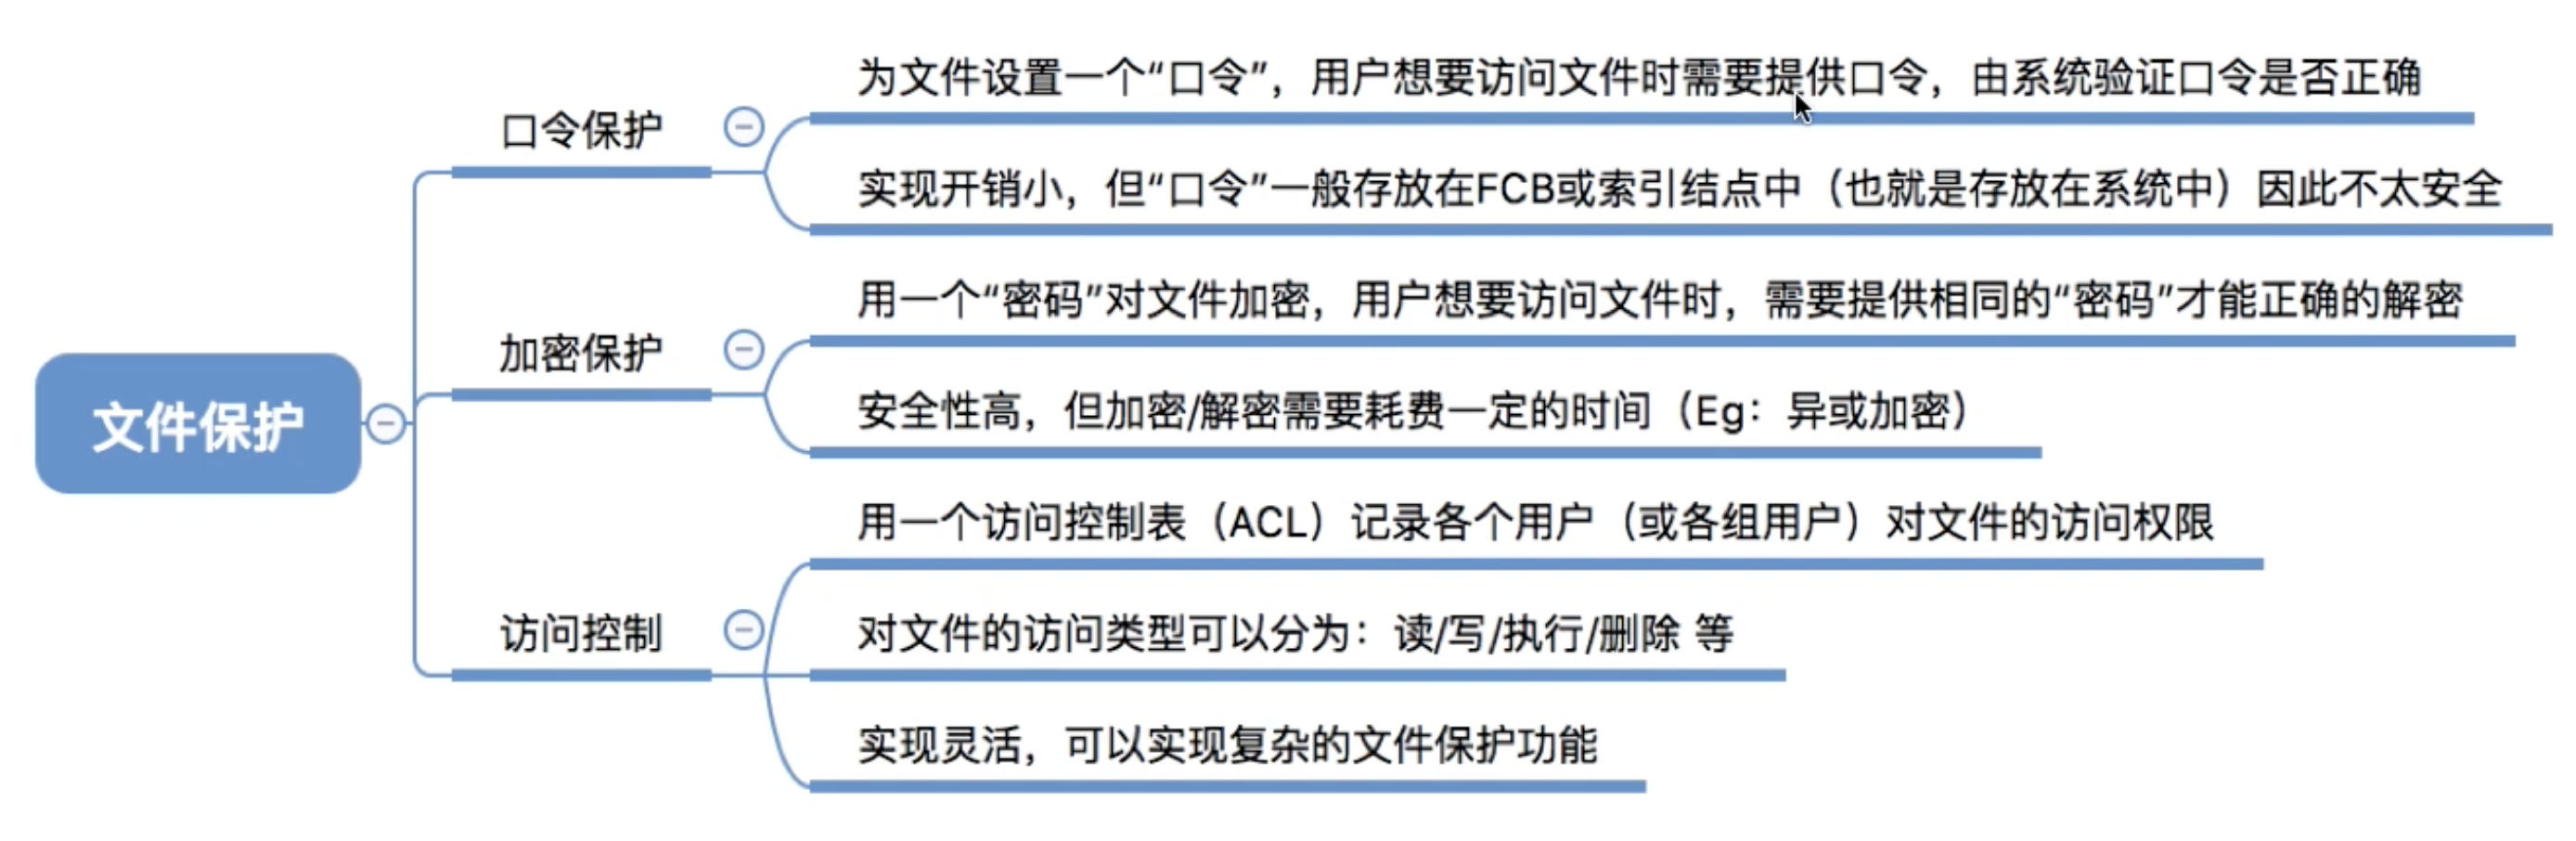 文件保护
口令保护
为文件设置一个“口令”，用户想要访问文件时需要提供口令，由系统验证口令是否正确
实现开销小，但“口令”一般存放在FCB或索引结点中（也就是存放在系统中）因此不太安全
加密保护
用一个“密码”对文件加密，用户想要访问文件时，需要提供相同的“密码”才能正确的解密
安全性高，但加密/解密需要耗费一定的时间（Eg：异或加密）
访问控制
用一个访问控制表（ACL）记录各个用户（或各组用户）对文件的访问权限
对文件的访问类型可以分为：读/写/执行/删除 等
实现灵活，可以实现复杂的文件保护功能